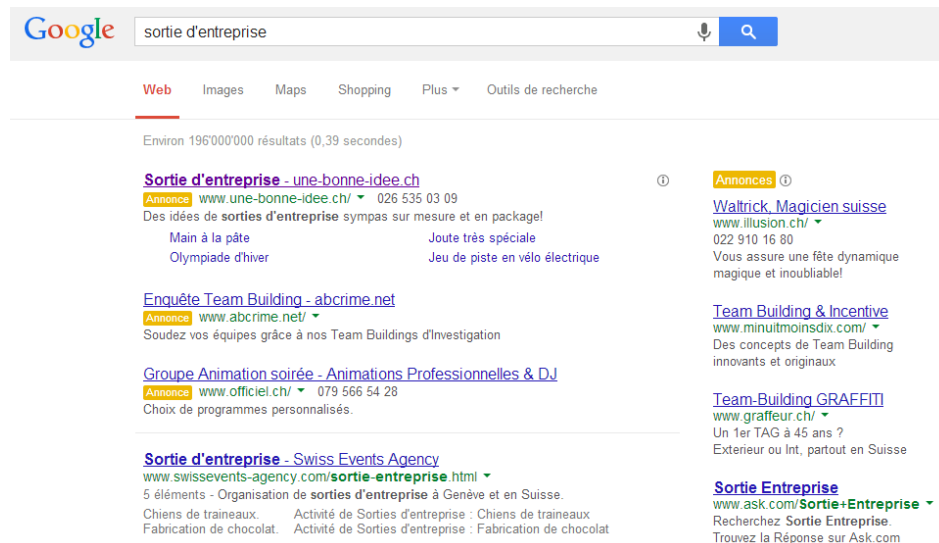 Google
sortie d'entreprise
Web Images Maps Shopping Plus Outils de recherche
Environ 196'000'000 résultats (0,39 secondes)
Sortie d'entreprise - une-bonne-idee.ch
Annonce www.une-bonne-idee.ch/ 026 535 03 09
Des idées de sorties d'entreprise sympas sur mesure et en package!
Main à la pâte Joute très spéciale
Olympiade d'hiver Jeu de piste en vélo électrique
Enquête Team Building - abcrime.net
Annonce www.abcrime.net/
Soudez vos équipes grâce à nos Team Buildings d'Investigation
Groupe Animation soirée - Animations Professionnelles & DJ
Annonce www.officiel.ch/ 079 566 54 28
Choix de programmes personnalisés.
Sortie d'entreprise - Swiss Events Agency
www.swissevents-agency.com/sortie-entreprise.html
5 éléments - Organisation de sorties d'entreprise à Genève et en Suisse.
Chiens de traineaux. Activité de Sorties d'entreprise : Chiens de traineaux
Fabrication de chocolat. Activité de Sorties d'entreprise : Fabrication de chocolat
Annonces
Waltrick, Magicien suisse
www.illusion.ch/
022 910 16 80
Vous assure une fête dynamique
magique et inoubliable!
Team Building & Incentive
www.minuitmoinsdix.com/
Des concepts de Team Building
innovants et originaux
Team-Building GRAFFITI
www.graffeur.ch/
Un 1er TAG à 45 ans ?
Exterieur ou Int, partout en Suisse
Sortie Entreprise
www.ask.com/Sortie+Entreprise
Recherchez Sortie Entreprise.
Trouvez la Réponse sur Ask.com